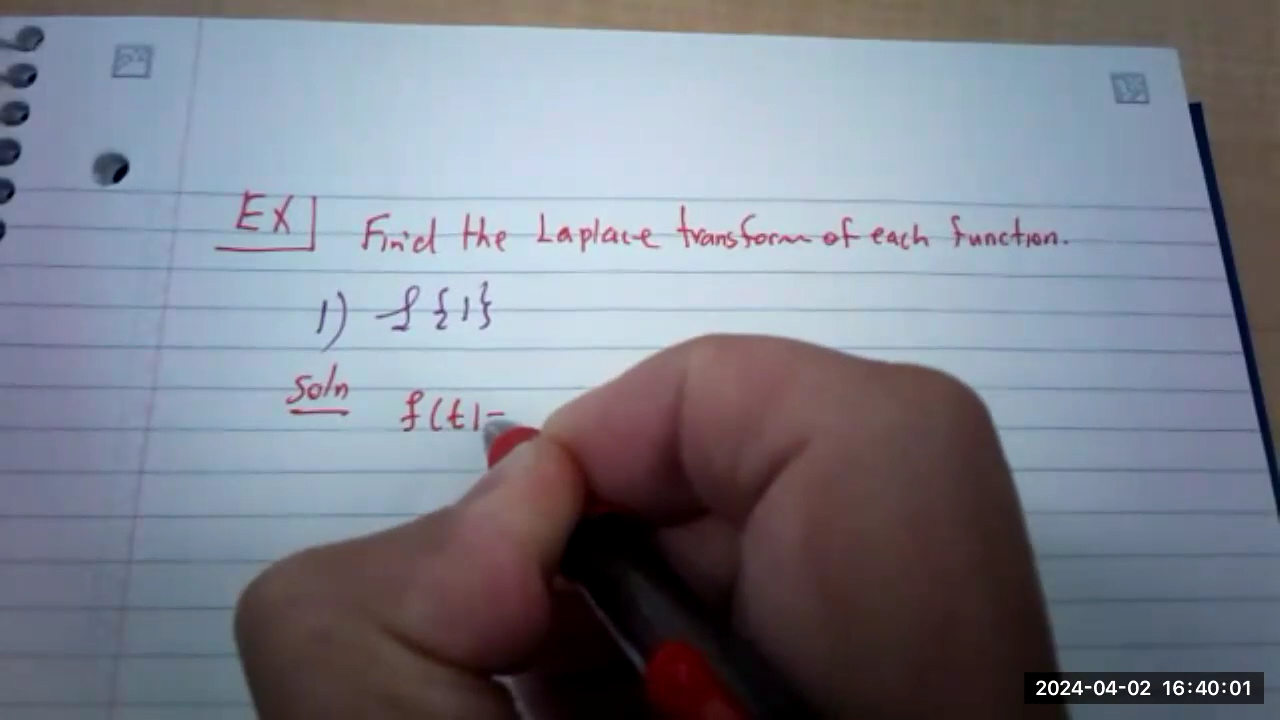 EX Find the Laplace transform of each function.
1) ℒ{1}
Soln f(t)=
2024-04-02 16:40:01